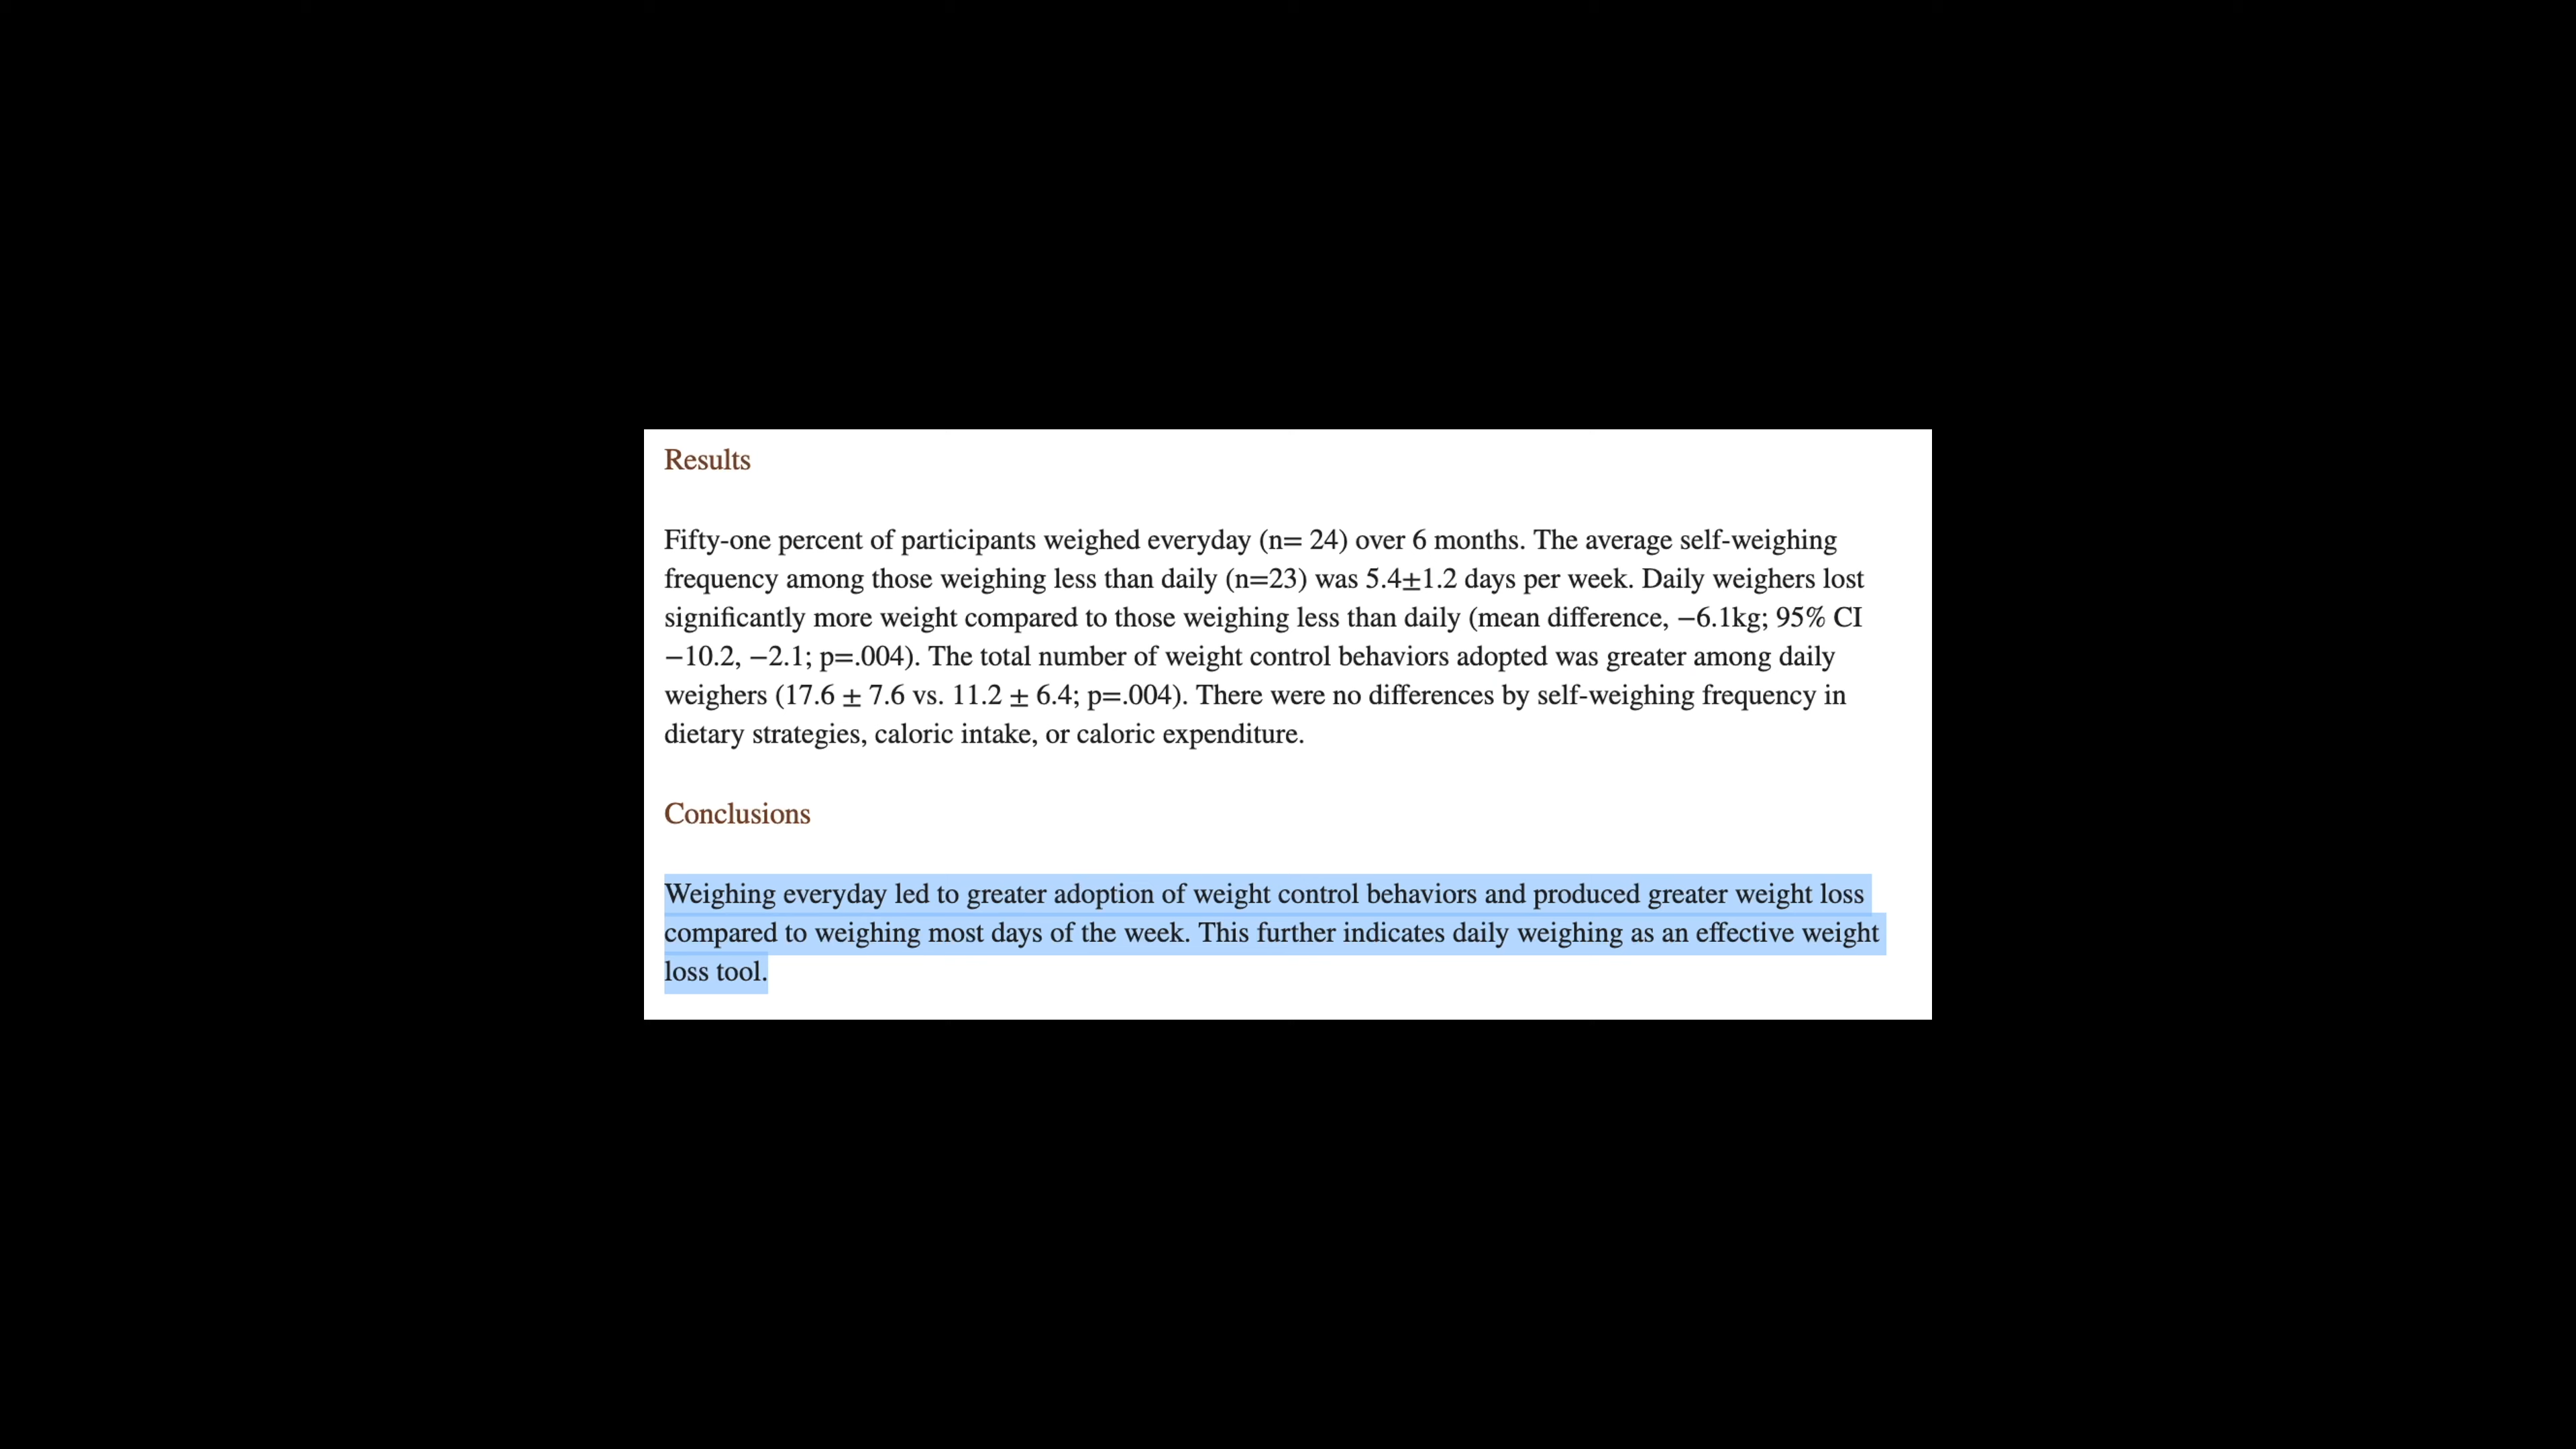 Results
Fifty-one percent of participants weighed everyday (n= 24) over 6 months. The average self-weighing
frequency among those weighing less than daily (n=23) was 5.4±1.2 days per week. Daily weighers lost
significantly more weight compared to those weighing less than daily (mean difference, −6.1kg; 95% CI
−10.2, −2.1; p=.004). The total number of weight control behaviors adopted was greater among daily
weighers (17.6 ± 7.6 vs. 11.2 ± 6.4; p=.004). There were no differences by self-weighing frequency in
dietary strategies, caloric intake, or caloric expenditure.
Conclusions
Weighing everyday led to greater adoption of weight control behaviors and produced greater weight loss
compared to weighing most days of the week. This further indicates daily weighing as an effective weight
loss tool.